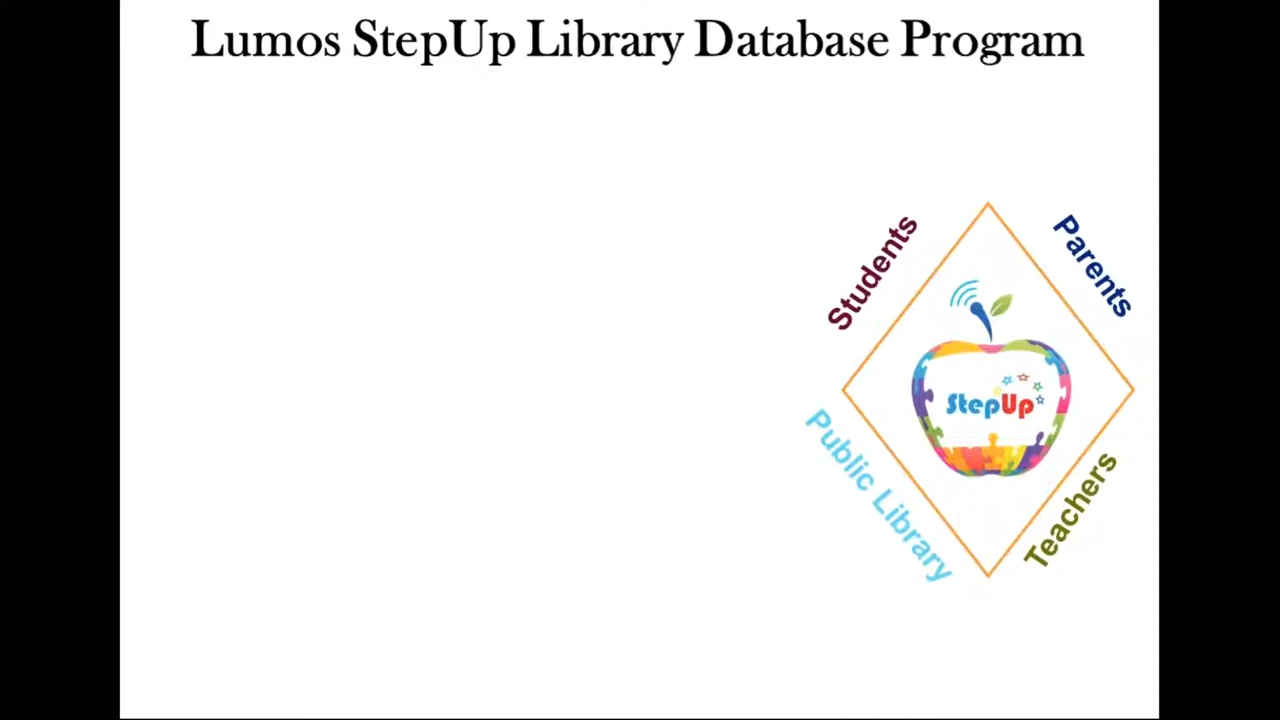 Lumos StepUp Library Database Program
Students
Parents
StepUp
Public Library
Teachers